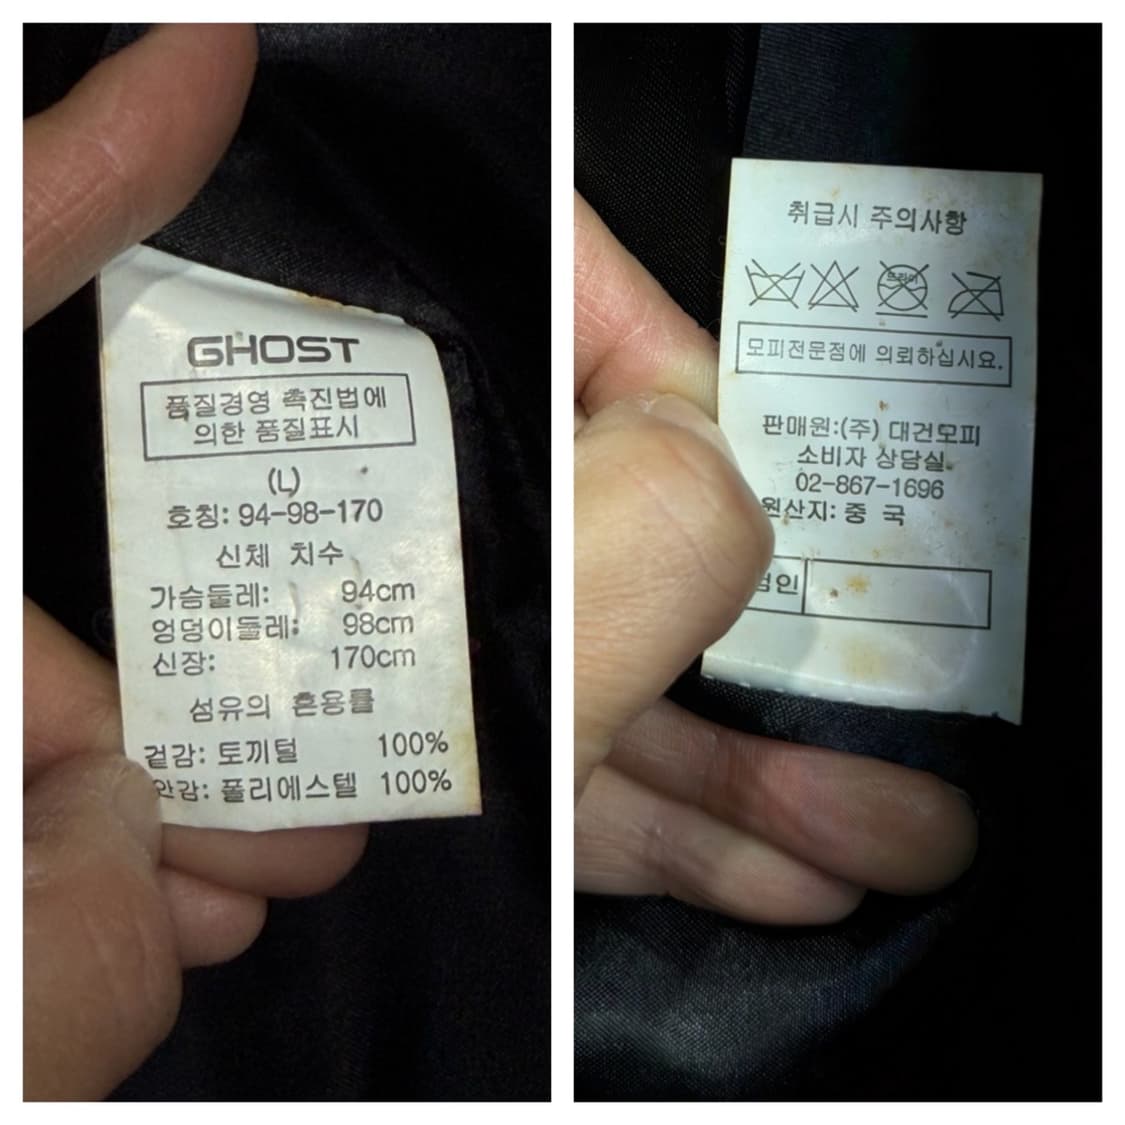 GHOST
품질경영 촉진법에
의한 품질표시
(L)
호칭: 94-98-170
신체 치수
가슴둘레: 94cm
엉덩이둘레: 98cm
신장: 170cm
섬유의 혼용률
겉감: 토끼털 100%
안감: 폴리에스텔 100%
취급시 주의사항
드라이
모피전문점에 의뢰하십시요.
판매원:(주) 대건모피
소비자 상담실
02-867-1696
원산지: 중 국
검인